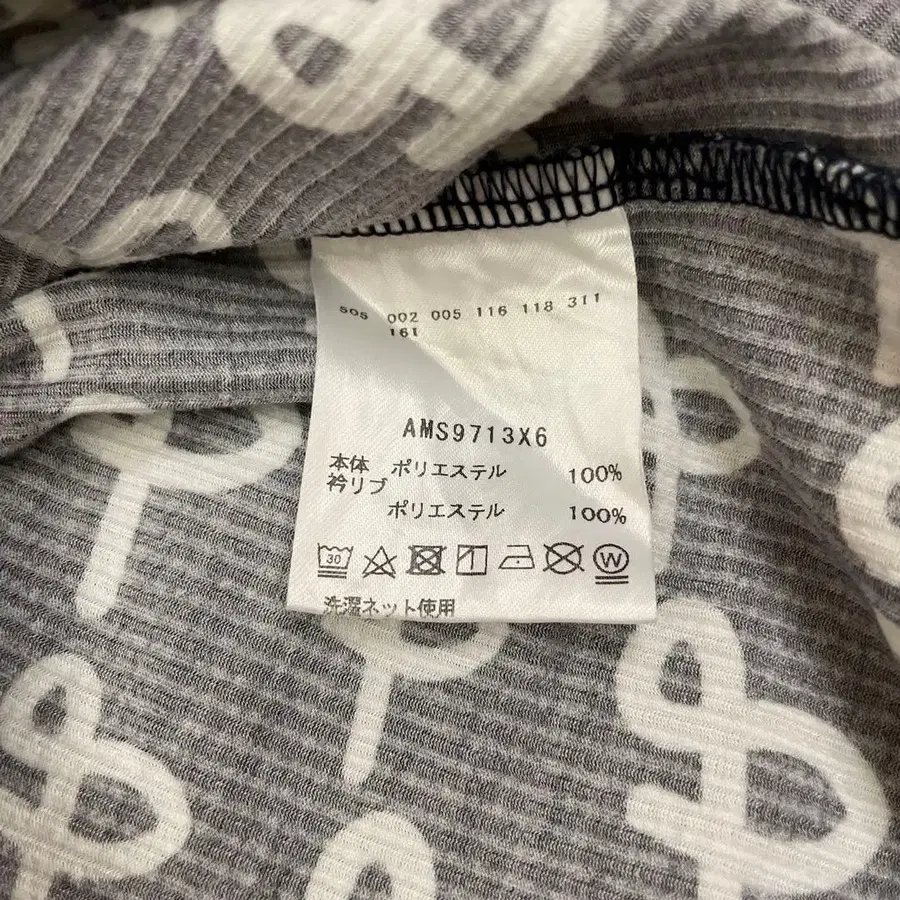 505 002 005 116 118 311
161
AMS9713X6
本体 ポリエステル 100%
衿リブ
ポリエステル 100%
30 W
洗濯ネット使用